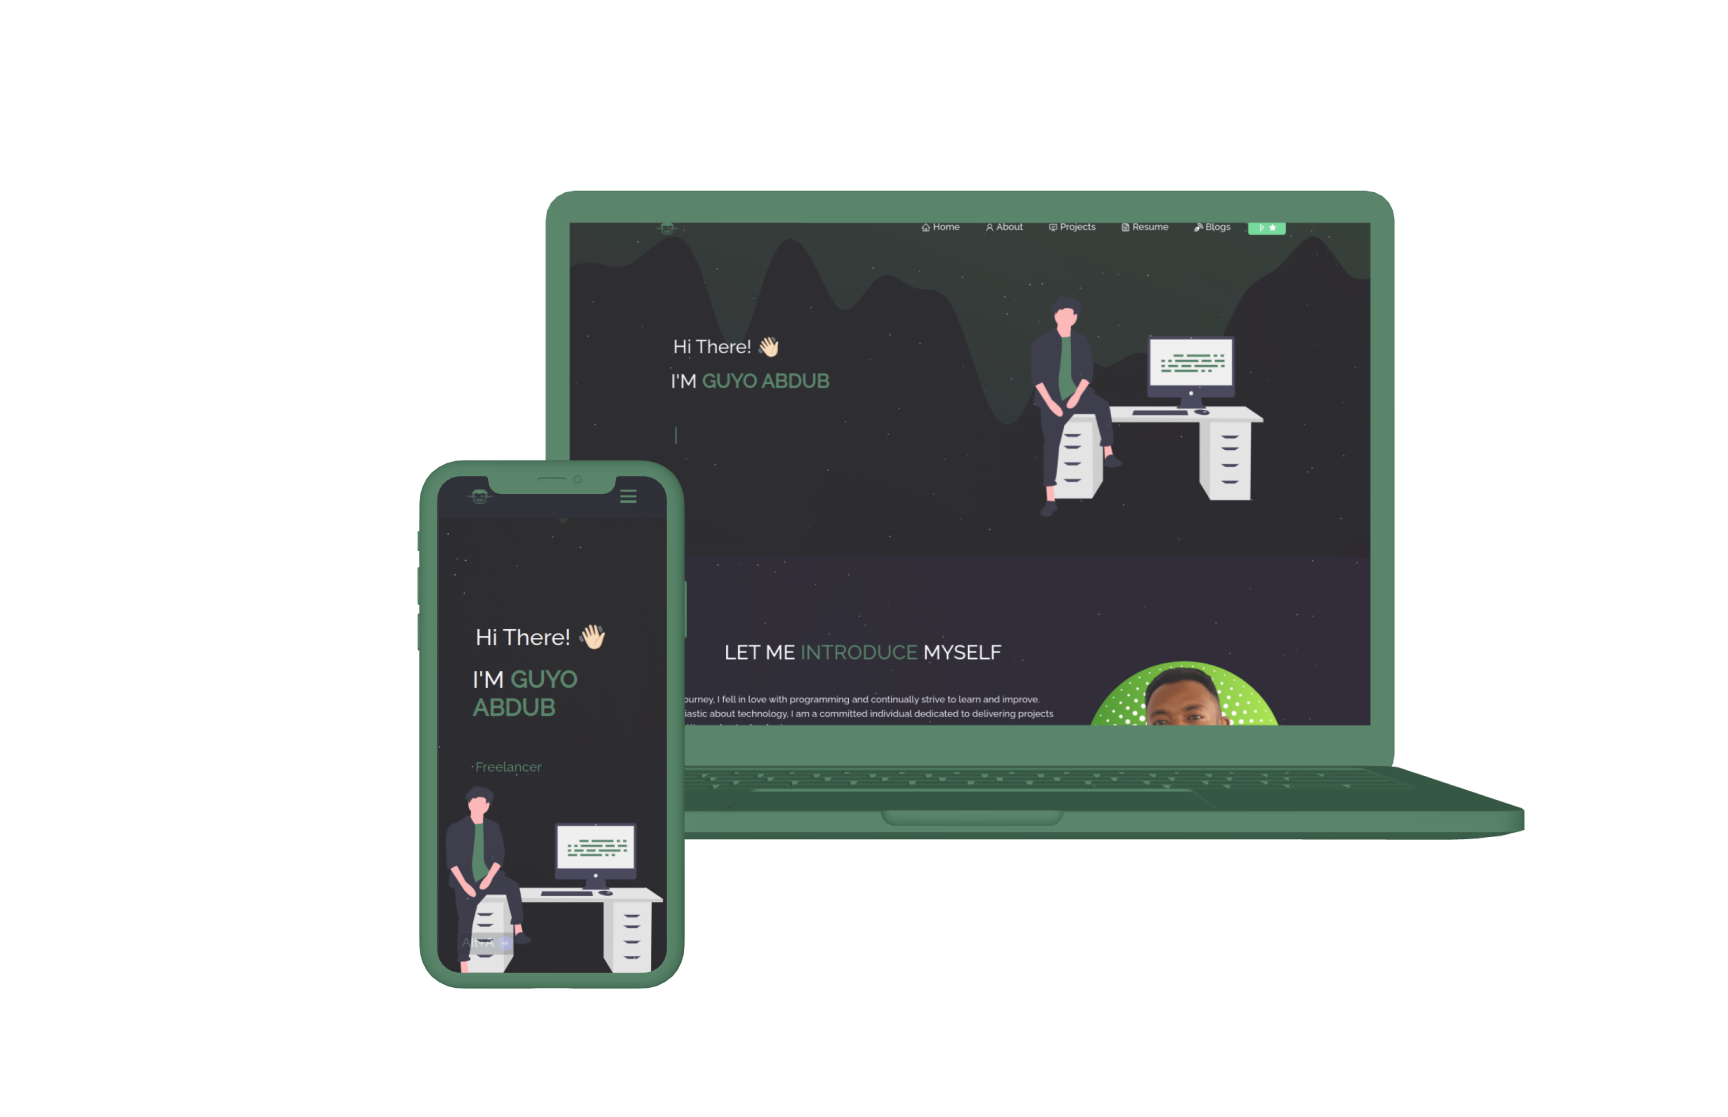 Home About Projects Resume Blogs
Hi There! 👋🏻
I'M GUYO ABDUB
LET ME INTRODUCE MYSELF
ourney, I fell in love with programming and continually strive to learn and improve.
iastic about technology, I am a committed individual dedicated to delivering projects
Hi There! 👋🏻
I'M GUYO
ABDUB
Freelancer